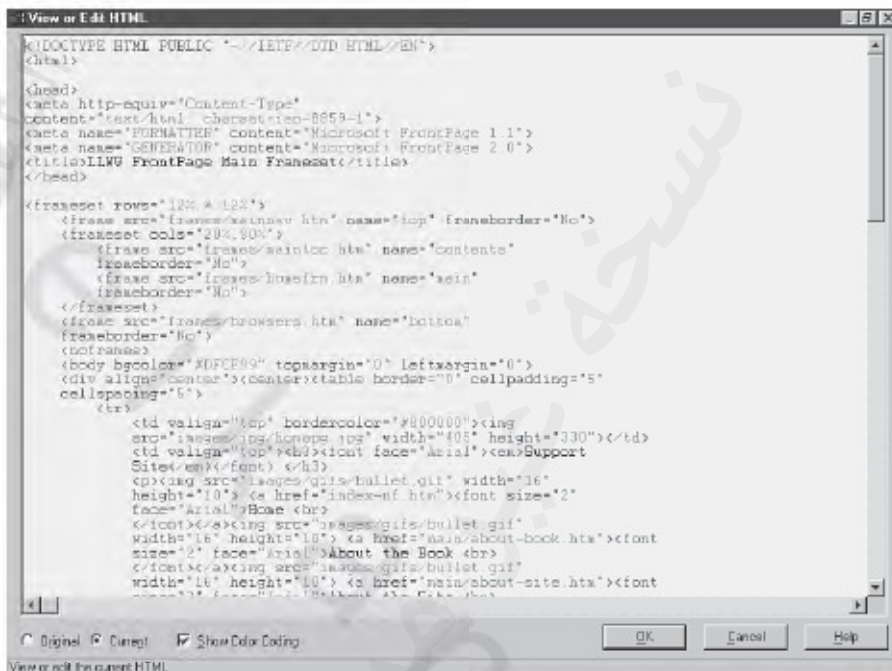 View or Edit HTML
<!DOCTYPE HTML PUBLIC "-//IETF//DTD HTML//EN">
<html>
<head>
<meta http-equiv="Content-Type"
content="text/html; charset=iso-8859-1">
<meta name="FORMATTER" content="Microsoft FrontPage 1.1">
<meta name="GENERATOR" content="Microsoft FrontPage 2.0">
<title>LLWG FrontPage Main Frameset</title>
</head>
<frameset rows="12%,*,12%">
<frame src="frames/mainnav.htm" name="top" frameborder="No">
<frameset cols="20%,80%">
<frame src="frames/maintoc.htm" name="contents"
frameborder="No">
<frame src="frames/homefrm.htm" name="main"
frameborder="No">
</frameset>
<frame src="frames/browsers.htm" name="bottom"
frameborder="No">
<noframes>
<body bgcolor="#DFCE99" topmargin="0" leftmargin="0">
<div align="center"><center><table border="0" cellpadding="5"
cellspacing="5">
<tr>
<td valign="top" bordercolor="#800000"><img
src="images/jpg/homepg.jpg" width="405" height="330"></td>
<td valign="top"><h3><font face="Arial"><em>Support
Site</em></font> </h3>
<p><img src="images/gifs/bullet.gif" width="16"
height="10"> <a href="index-nf.htm"><font size="2"
face="Arial">Home <br>
</font></a><img src="images/gifs/bullet.gif"
width="16" height="10"> <a href="main/about-book.htm"><font
size="2" face="Arial">About the Book <br>
</font></a><img src="images/gifs/bullet.gif"
width="16" height="10"> <a href="main/about-site.htm"><font
Original Current Show Color Coding OK Cancel Help
View or edit the current HTML
نسخة